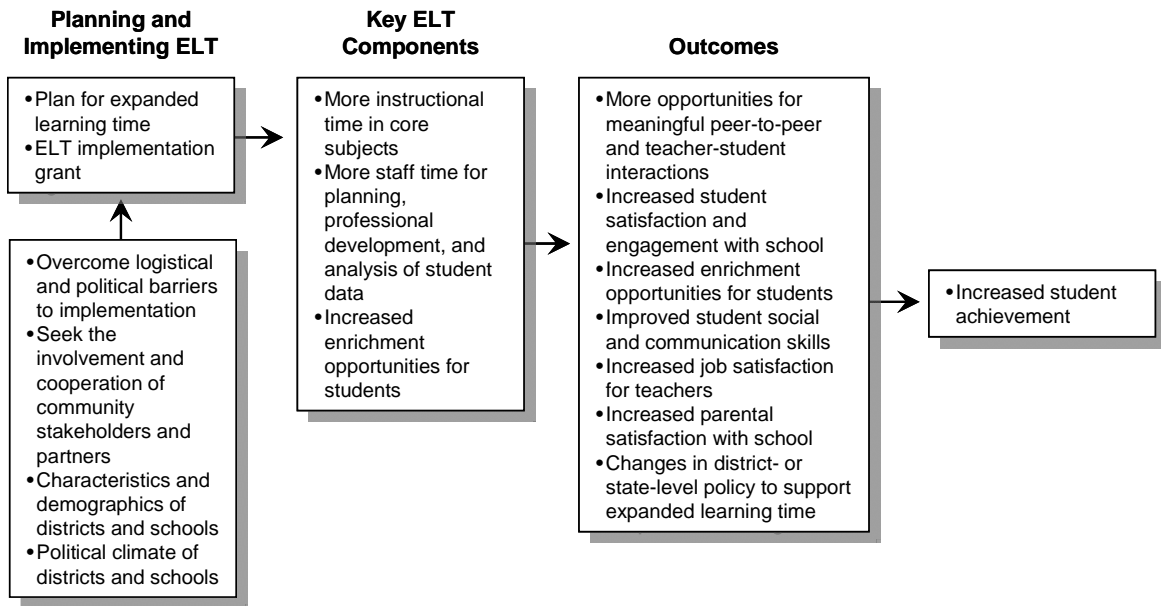 Planning and
Implementing ELT
•Plan for expanded
learning time
•ELT implementation
grant
•Overcome logistical
and political barriers
to implementation
•Seek the
involvement and
cooperation of
community
stakeholders and
partners
•Characteristics and
demographics of
districts and schools
•Political climate of
districts and schools
Key ELT
Components
•More instructional
time in core
subjects
•More staff time for
planning,
professional
development, and
analysis of student
data
•Increased
enrichment
opportunities for
students
Outcomes
•More opportunities for
meaningful peer-to-peer
and teacher-student
interactions
•Increased student
satisfaction and
engagement with school
•Increased enrichment
opportunities for students
•Improved student social
and communication skills
•Increased job satisfaction
for teachers
•Increased parental
satisfaction with school
•Changes in district- or
state-level policy to support
expanded learning time
•Increased student
achievement